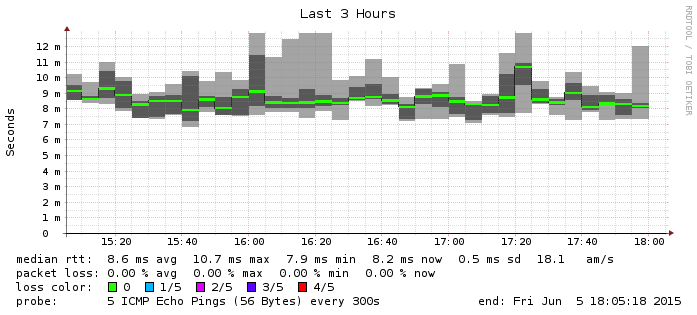 Last 3 Hours
RRDTOOL / TOBI OETIKER
Seconds
12 m
11 m
10 m
9 m
8 m
7 m
6 m
5 m
4 m
3 m
2 m
1 m
0
15:20 15:40 16:00 16:20 16:40 17:00 17:20 17:40 18:00
median rtt: 8.6 ms avg 10.7 ms max 7.9 ms min 8.2 ms now 0.5 ms sd 18.1 am/s
packet loss: 0.00 % avg 0.00 % max 0.00 % min 0.00 % now
loss color: 0 1/5 2/5 3/5 4/5
probe: 5 ICMP Echo Pings (56 Bytes) every 300s end: Fri Jun 5 18:05:18 2015